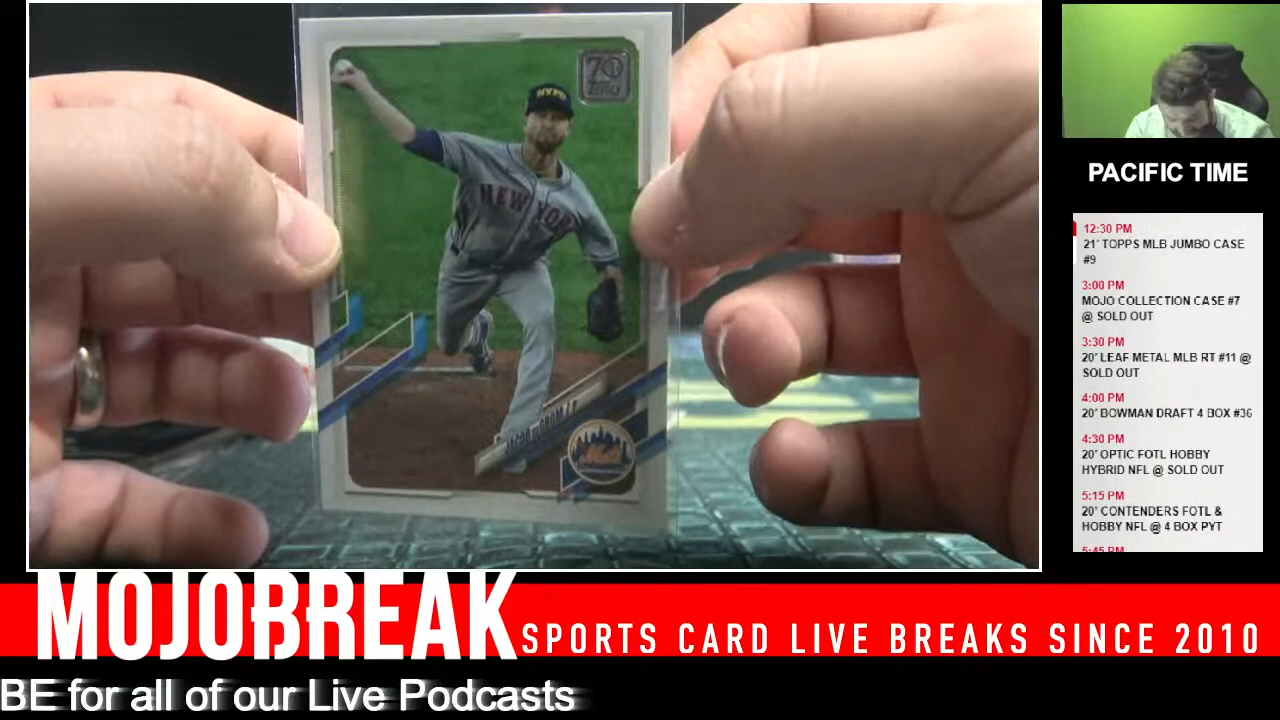 70
NYPD
NEW YORK
JACOB deGROM / P
Mets
PACIFIC TIME
12:30 PM
21' TOPPS MLB JUMBO CASE
#9
3:00 PM
MOJO COLLECTION CASE #7
@ SOLD OUT
3:30 PM
20' LEAF METAL MLB RT #11 @
SOLD OUT
4:00 PM
20' BOWMAN DRAFT 4 BOX #36
4:30 PM
20' OPTIC FOTL HOBBY
HYBRID NFL @ SOLD OUT
5:15 PM
20' CONTENDERS FOTL &
HOBBY NFL @ 4 BOX PYT
5:45 PM
MOJOBREAK
SPORTS CARD LIVE BREAKS SINCE 2010
BE for all of our Live Podcasts